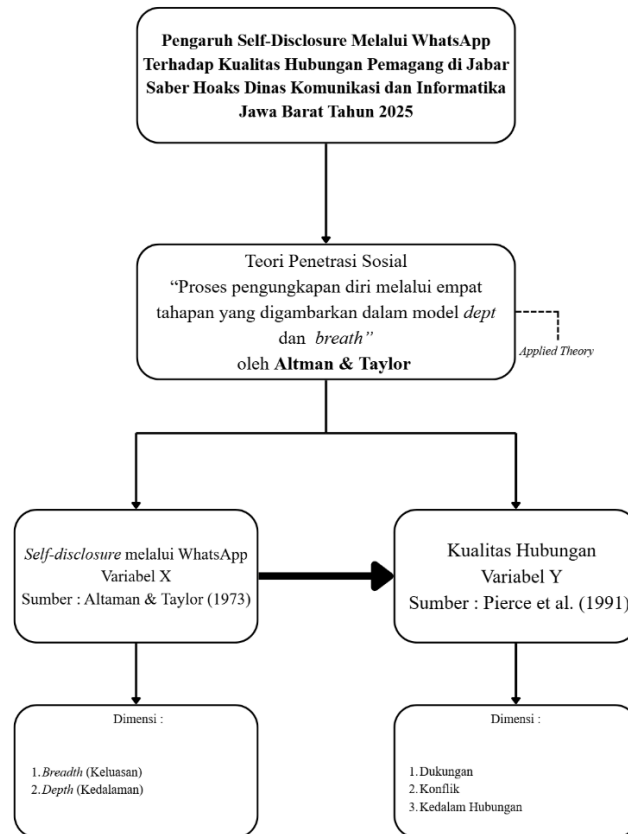 Pengaruh Self-Disclosure Melalui WhatsApp
Terhadap Kualitas Hubungan Pemagang di Jabar
Saber Hoaks Dinas Komunikasi dan Informatika
Jawa Barat Tahun 2025
Teori Penetrasi Sosial
“Proses pengungkapan diri melalui empat
tahapan yang digambarkan dalam model dept
dan breath”
oleh Altman & Taylor
Applied Theory
Self-disclosure melalui WhatsApp
Variabel X
Sumber : Altaman & Taylor (1973)
Kualitas Hubungan
Variabel Y
Sumber : Pierce et al. (1991)
Dimensi :
1. Breadth (Keluasan)
2. Depth (Kedalaman)
Dimensi :
1. Dukungan
2. Konflik
3. Kedalam Hubungan